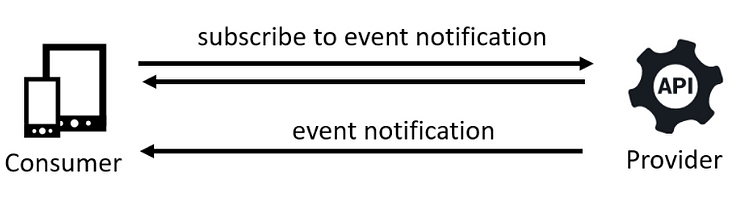 subscribe to event notification
API
event notification
Consumer
Provider